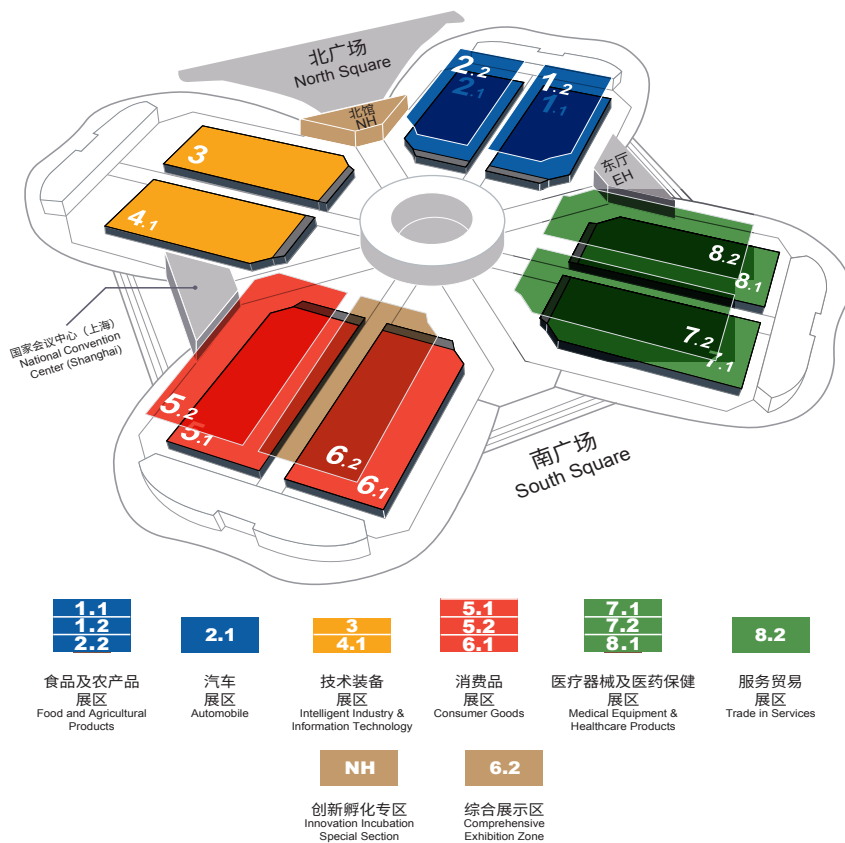 北广场
North Square
北馆
NH
2.2
2.1
1.2
1.1
东厅
EH
3
4.1
8.2
8.1
7.2
7.1
国家会议中心（上海）
National Convention
Center (Shanghai)
5.2
5.1
6.2
6.1
南广场
South Square
1.1
1.2
2.2
食品及农产品
展区
Food and Agricultural
Products
2.1
汽车
展区
Automobile
3
4.1
技术装备
展区
Intelligent Industry &
Information Technology
5.1
5.2
6.1
消费品
展区
Consumer Goods
7.1
7.2
8.1
医疗器械及医药保健
展区
Medical Equipment &
Healthcare Products
8.2
服务贸易
展区
Trade in Services
NH
创新孵化专区
Innovation Incubation
Special Section
6.2
综合展示区
Comprehensive
Exhibition Zone